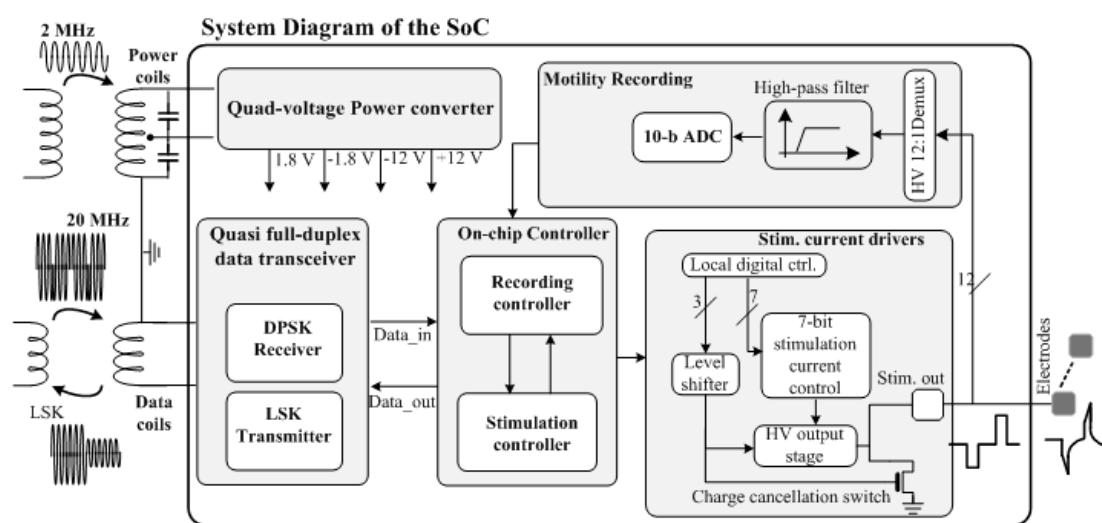 System Diagram of the SoC
2 MHz
Power
coils
Quad-voltage Power converter
1.8 V
-1.8 V
-12 V
+12 V
Motility Recording
High-pass filter
10-b ADC
HV 12:1Demux
20 MHz
Quasi full-duplex
data transceiver
DPSK
Receiver
LSK
Transmitter
Data_in
Data_out
On-chip Controller
Recording
controller
Stimulation
controller
Stim. current drivers
Local digital ctrl.
3
7
12
Level
shifter
7-bit
stimulation
current
control
Stim. out
HV output
stage
Charge cancellation switch
Electrodes
LSK
Data
coils